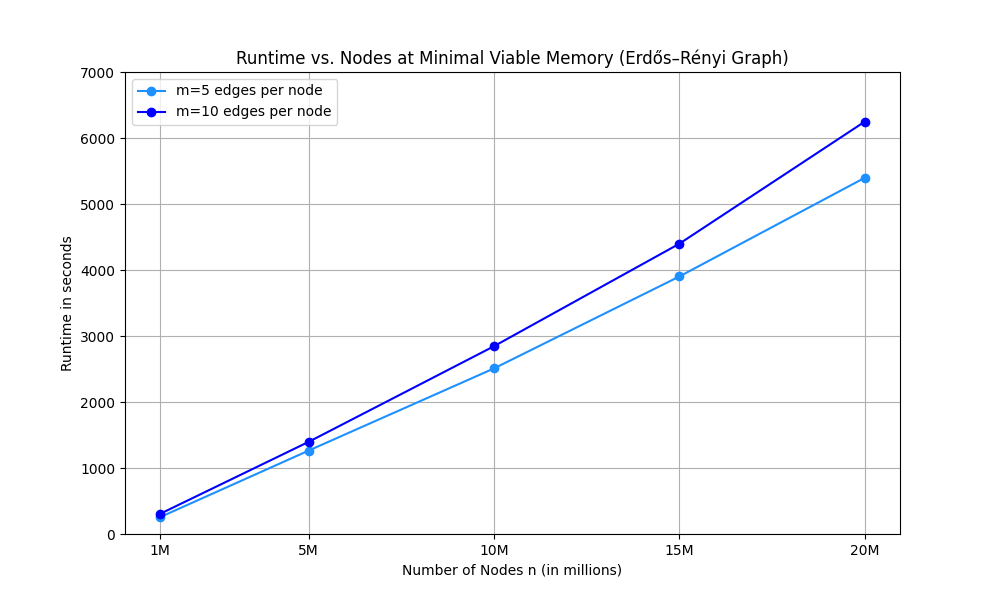 Runtime vs. Nodes at Minimal Viable Memory (Erdős–Rényi Graph)
m=5 edges per node
m=10 edges per node
7000
6000
5000
4000
3000
2000
1000
0
Runtime in seconds
1M 5M 10M 15M 20M
Number of Nodes n (in millions)